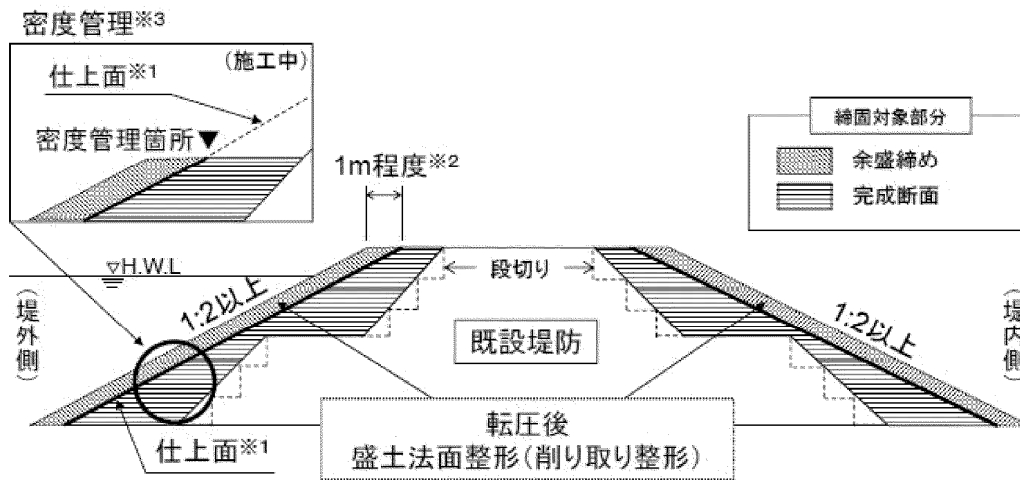 密度管理※3
(施工中)
仕上面※1
密度管理箇所▼
1m程度※2
締固対象部分
余盛締め
完成断面
▽H.W.L
段切り
1:2以上
1:2以上
(堤外側)
(堤内側)
既設堤防
転圧後
盛土法面整形(削り取り整形)
仕上面※1